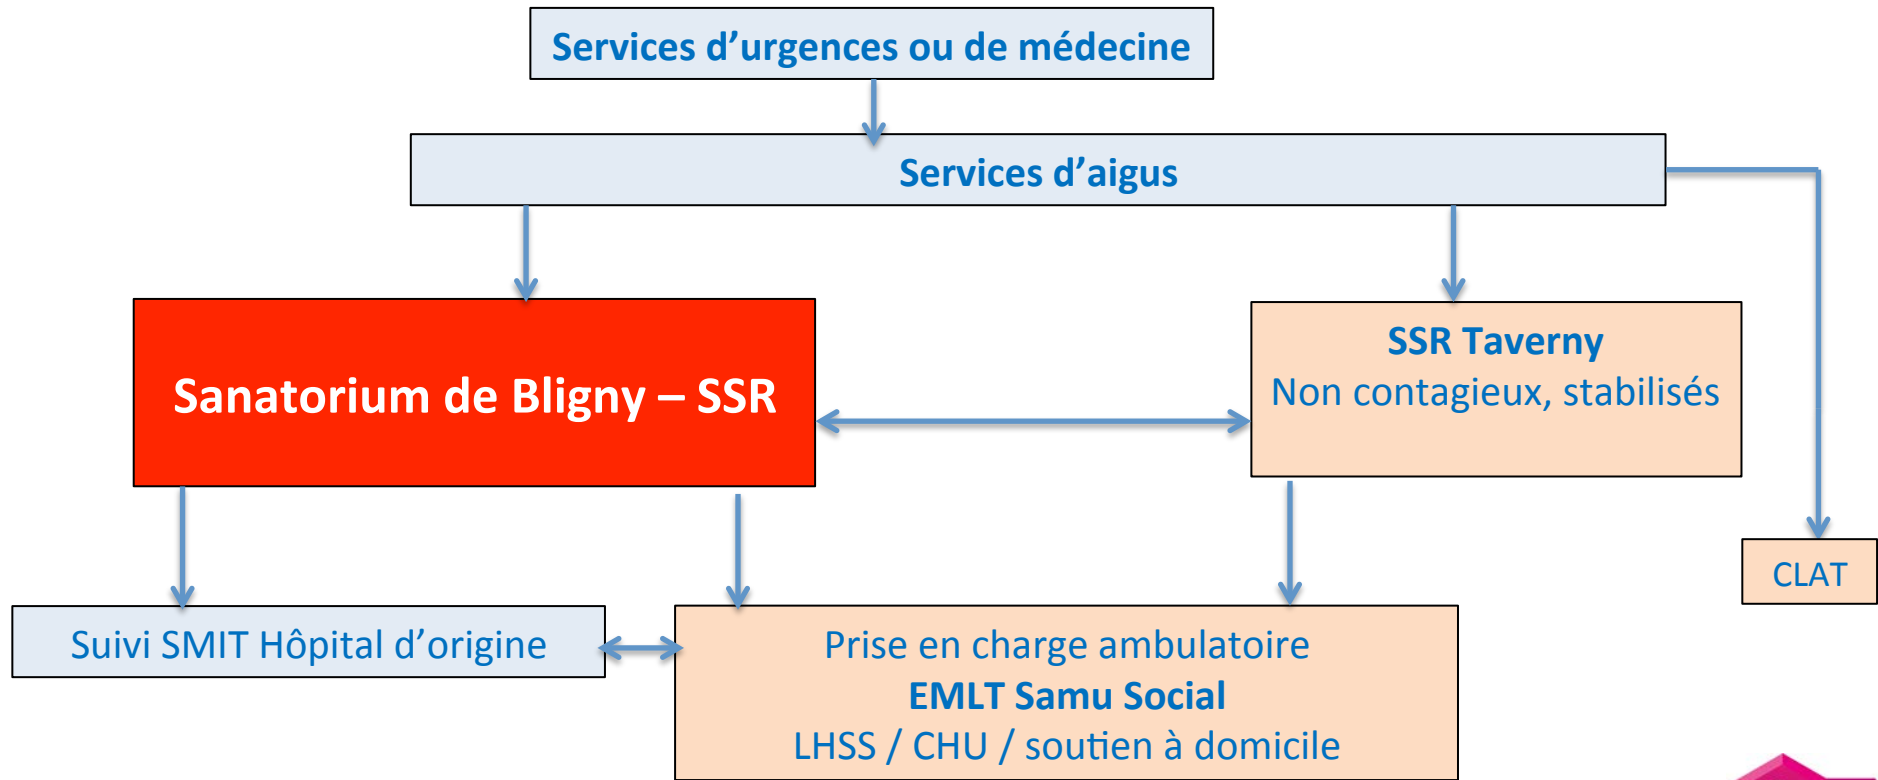 Services d’urgences ou de médecine
Services d’aigus
Sanatorium de Bligny – SSR
SSR Taverny
Non contagieux, stabilisés
CLAT
Suivi SMIT Hôpital d’origine
Prise en charge ambulatoire
EMLT Samu Social
LHSS / CHU / soutien à domicile